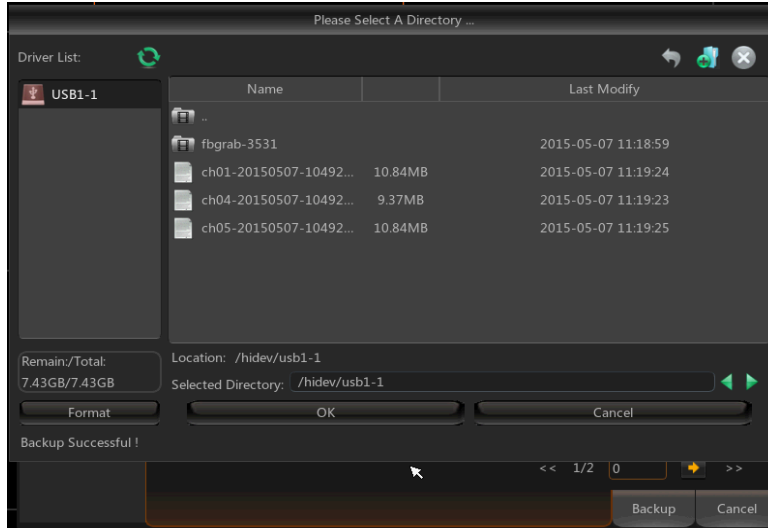 Please Select A Directory ...
Driver List:
USB1-1
Name Last Modify
..
fbgrab-3531 2015-05-07 11:18:59
ch01-20150507-10492... 10.84MB 2015-05-07 11:19:24
ch04-20150507-10492... 9.37MB 2015-05-07 11:19:23
ch05-20150507-10492... 10.84MB 2015-05-07 11:19:25
Remain:/Total:
7.43GB/7.43GB
Location: /hidev/usb1-1
Selected Directory: /hidev/usb1-1
Format OK Cancel
Backup Successful !
<< 1/2 0 >>
Backup Cancel